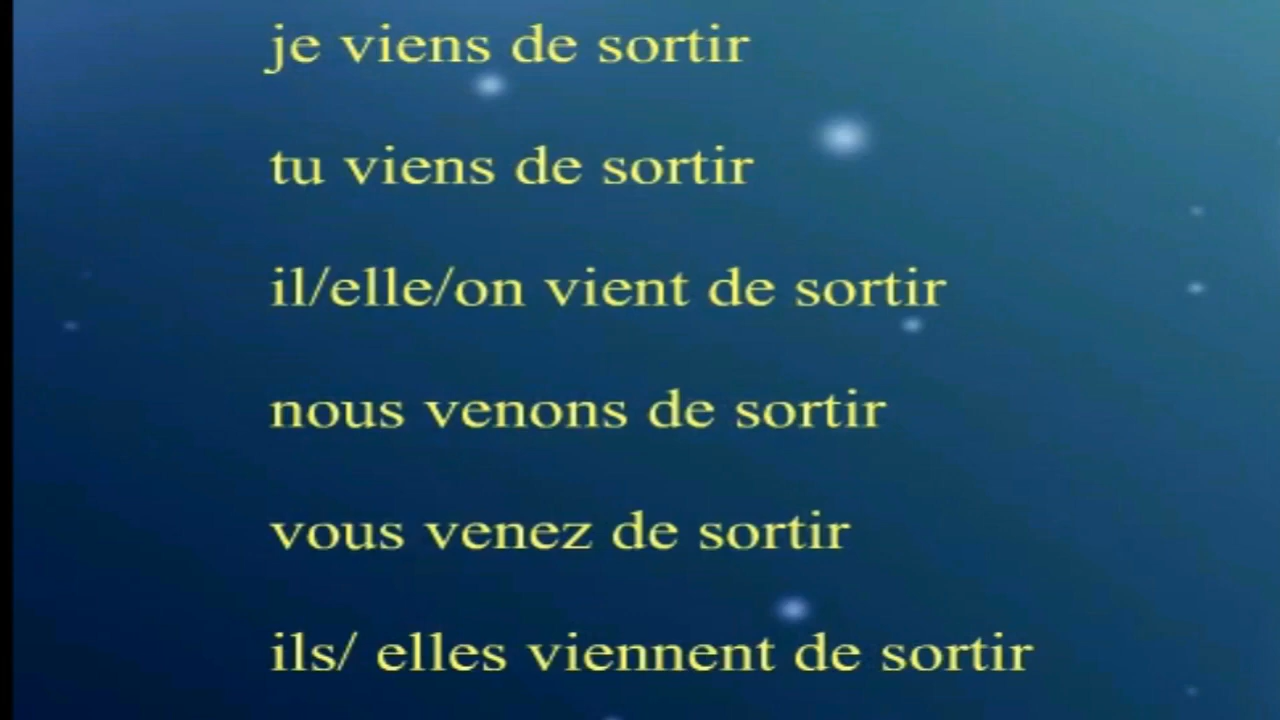 je viens de sortir
tu viens de sortir
il/elle/on vient de sortir
nous venons de sortir
vous venez de sortir
ils/ elles viennent de sortir